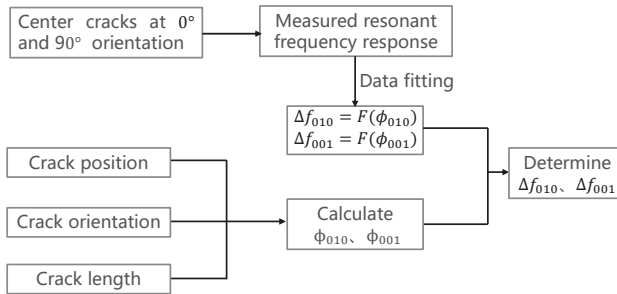 Center cracks at 0°
and 90° orientation
Measured resonant
frequency response
Data fitting
Δf₀₁₀ = F(ϕ₀₁₀)
Δf₀₀₁ = F(ϕ₀₀₁)
Crack position
Crack orientation
Crack length
Calculate
ϕ₀₁₀、ϕ₀₀₁
Determine
Δf₀₁₀、Δf₀₀₁